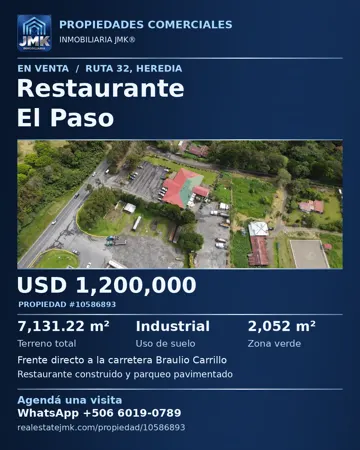 JMK
INMOBILIARIA
PROPIEDADES COMERCIALES
INMOBILIARIA JMK®
EN VENTA / RUTA 32, HEREDIA
Restaurante
El Paso
USD 1,200,000
PROPIEDAD #10586893
7,131.22 m² Industrial 2,052 m²
Terreno total Uso de suelo Zona verde
Frente directo a la carretera Braulio Carrillo
Restaurante construido y parqueo pavimentado
Agendá una visita
WhatsApp +506 6019-0789
realestatejmk.com/propiedad/10586893